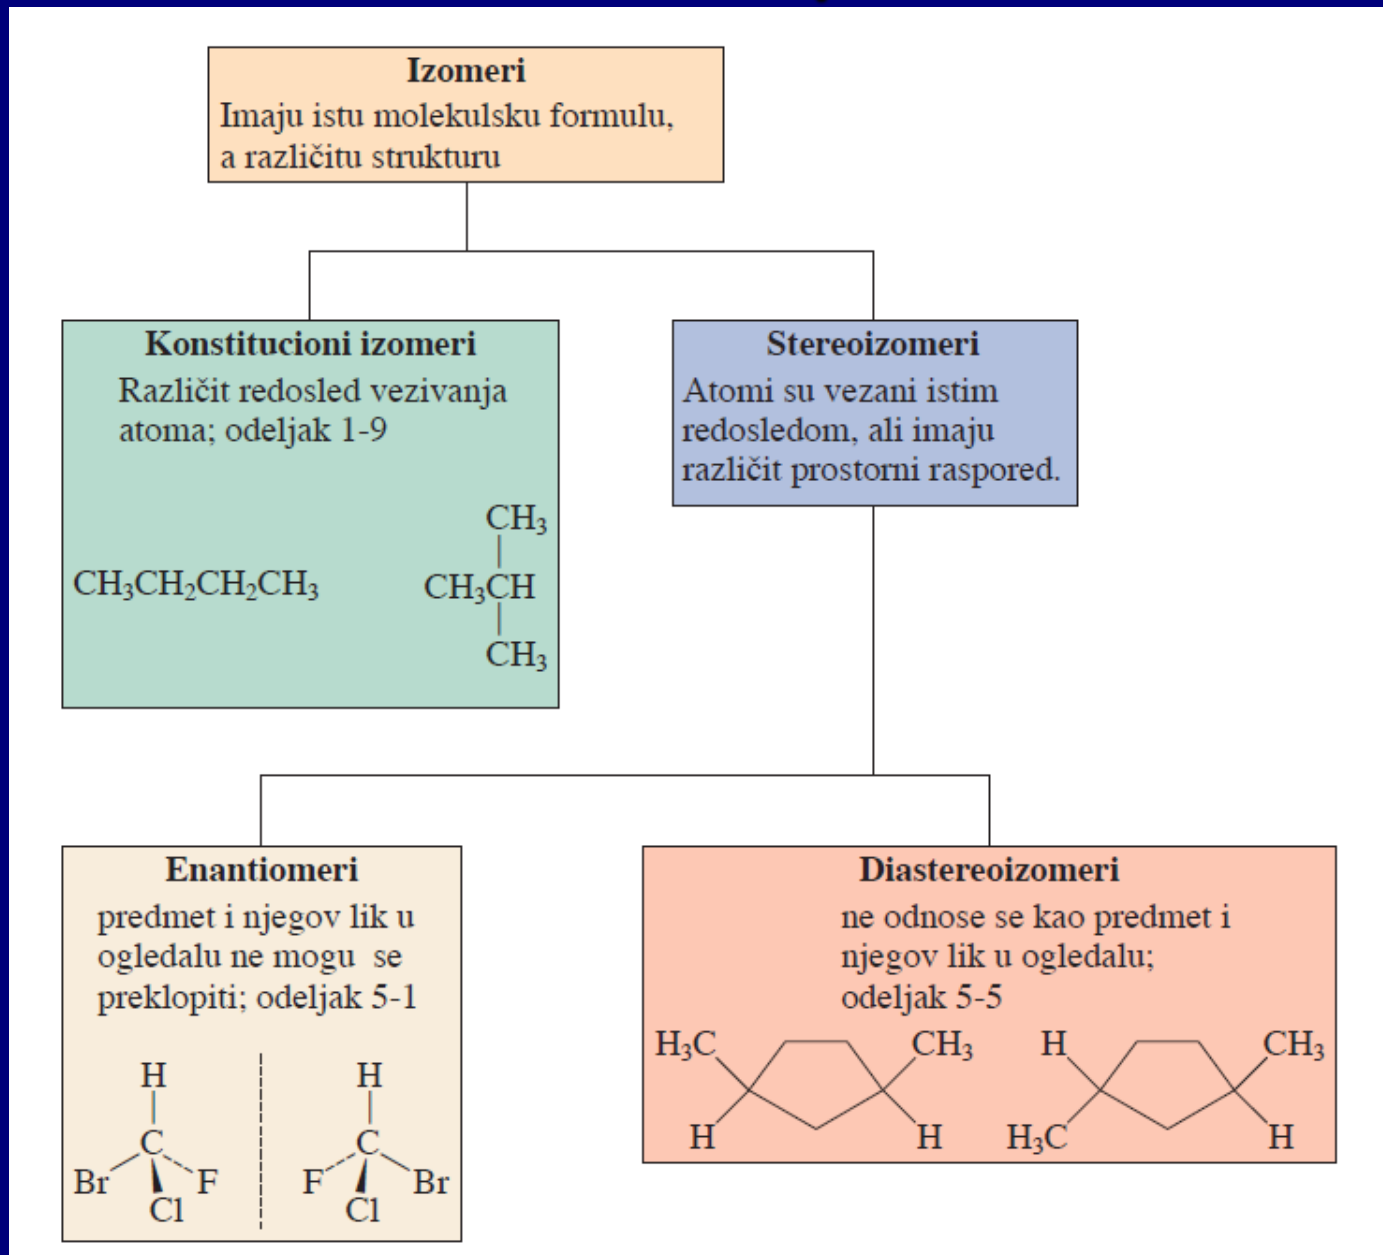 Izomeri
Imaju istu molekulsku formulu,
a različitu strukturu
Konstitucioni izomeri
Različit redosled vezivanja
atoma; odeljak 1-9
CH₃
CH₃CH₂CH₂CH₃ CH₃CH
CH₃
Stereoizomeri
Atomi su vezani istim
redosledom, ali imaju
različit prostorni raspored.
Enantiomeri
predmet i njegov lik u
ogledalu ne mogu se
preklopiti; odeljak 5-1
H H
C C
Br F F Br
Cl Cl
Diastereoizomeri
ne odnose se kao predmet i
njegov lik u ogledalu;
odeljak 5-5
H₃C CH₃ H CH₃
H H H₃C H